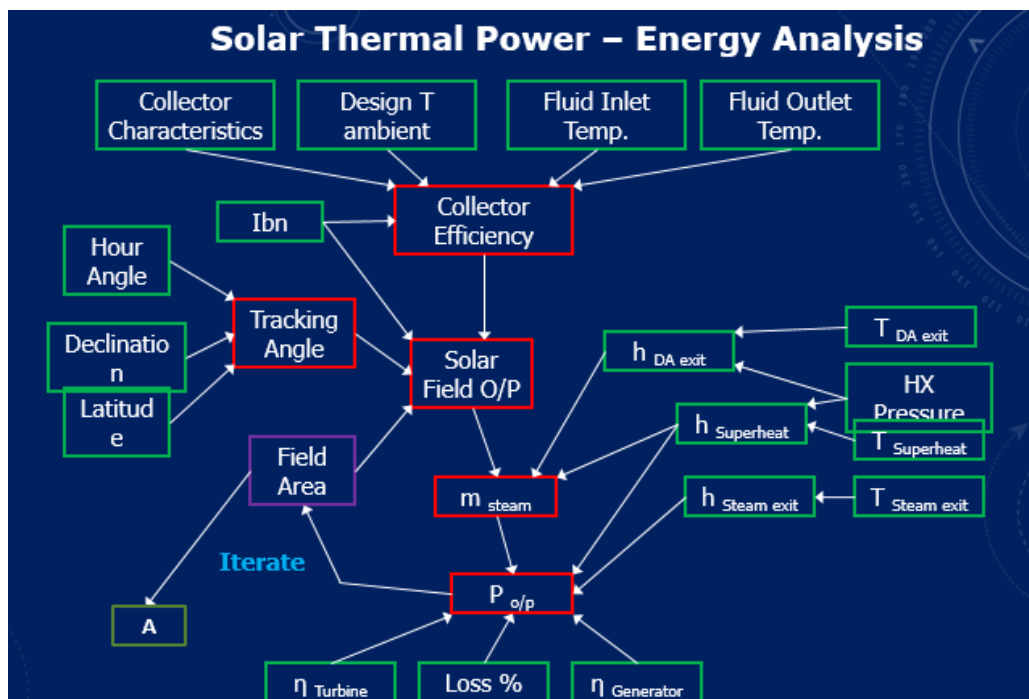 Solar Thermal Power – Energy Analysis
Collector
Characteristics
Design T
ambient
Fluid Inlet
Temp.
Fluid Outlet
Temp.
Collector
Efficiency
Ibn
Hour
Angle
Tracking
Angle
Declinatio
n
Latitud
e
Solar
Field O/P
h DA exit
T DA exit
HX
Pressure
h Superheat
T Superheat
Field
Area
m steam
h Steam exit
T Steam exit
Iterate
P o/p
A
η Turbine
Loss %
η Generator